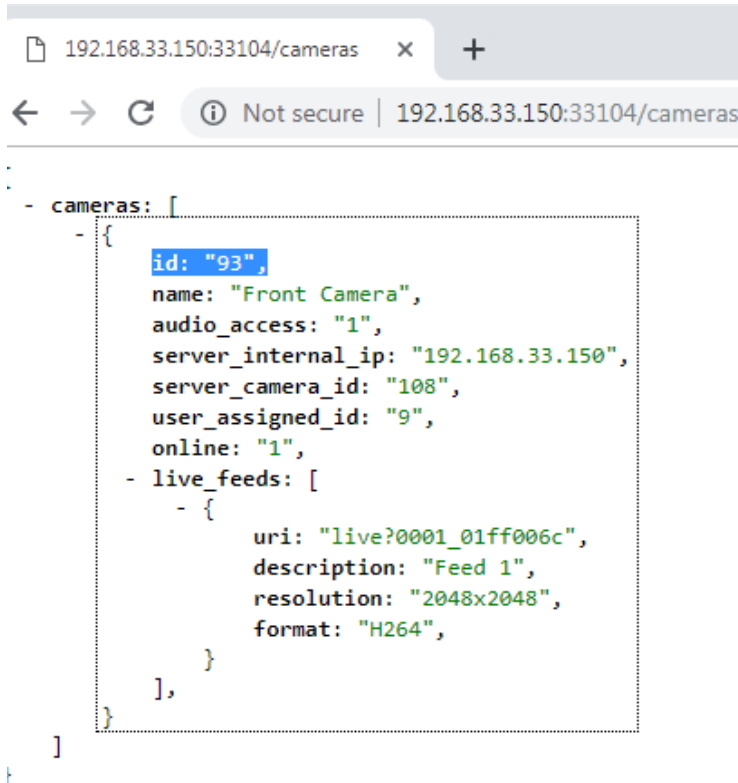 192.168.33.150:33104/cameras × +
Not secure | 192.168.33.150:33104/cameras
- cameras: [
- {
id: "93",
name: "Front Camera",
audio_access: "1",
server_internal_ip: "192.168.33.150",
server_camera_id: "108",
user_assigned_id: "9",
online: "1",
- live_feeds: [
- {
uri: "live?0001_01ff006c",
description: "Feed 1",
resolution: "2048x2048",
format: "H264",
}
],
}
]